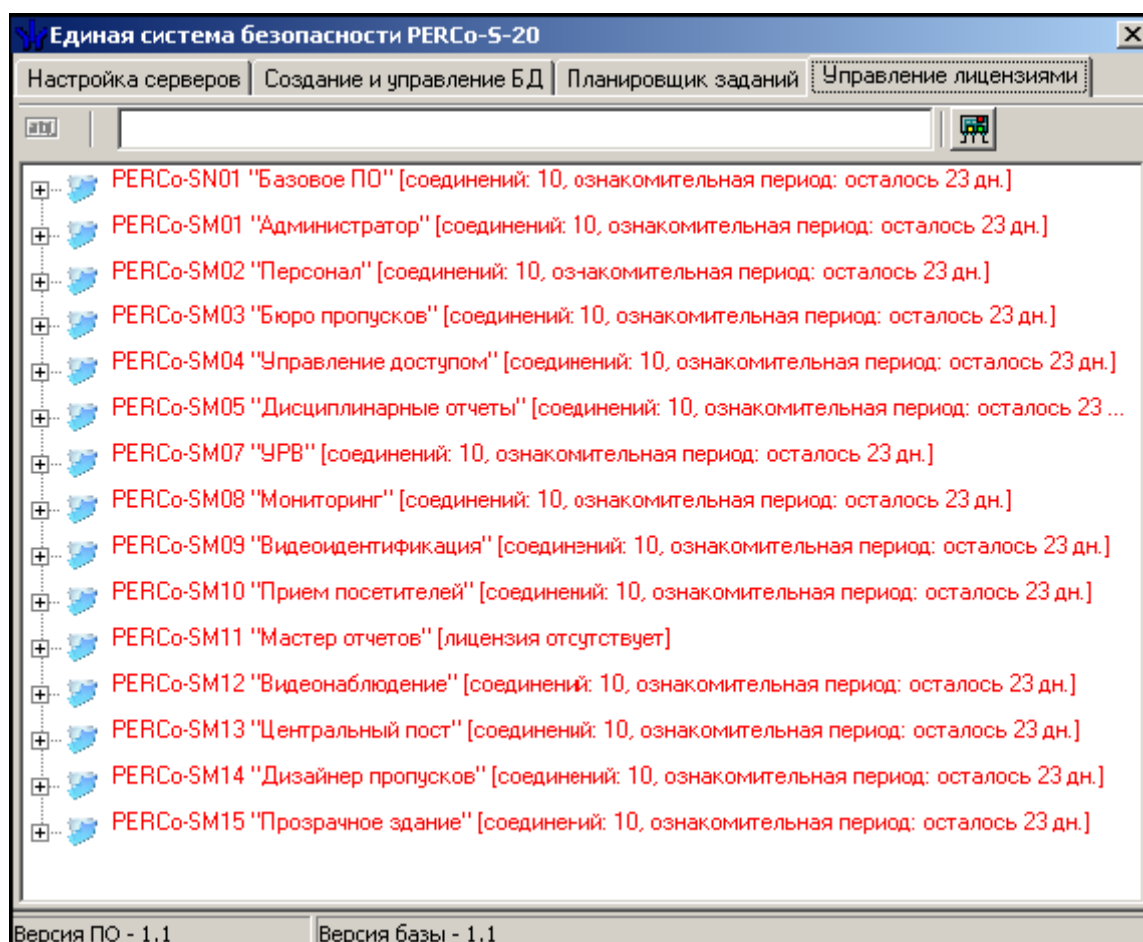 Единая система безопасности PERCo-S-20
Настройка серверов Создание и управление БД Планировщик заданий Управление лицензиями
ab
PERCo-SN01 "Базовое ПО" [соединений: 10, ознакомительная период: осталось 23 дн.]
PERCo-SM01 "Администратор" [соединений: 10, ознакомительная период: осталось 23 дн.]
PERCo-SM02 "Персонал" [соединений: 10, ознакомительная период: осталось 23 дн.]
PERCo-SM03 "Бюро пропусков" [соединений: 10, ознакомительная период: осталось 23 дн.]
PERCo-SM04 "Управление доступом" [соединений: 10, ознакомительная период: осталось 23 дн.]
PERCo-SM05 "Дисциплинарные отчеты" [соединений: 10, ознакомительная период: осталось 23 ...
PERCo-SM07 "УРВ" [соединений: 10, ознакомительная период: осталось 23 дн.]
PERCo-SM08 "Мониторинг" [соединений: 10, ознакомительная период: осталось 23 дн.]
PERCo-SM09 "Видеоидентификация" [соединений: 10, ознакомительная период: осталось 23 дн.]
PERCo-SM10 "Прием посетителей" [соединений: 10, ознакомительная период: осталось 23 дн.]
PERCo-SM11 "Мастер отчетов" [лицензия отсутствует]
PERCo-SM12 "Видеонаблюдение" [соединений: 10, ознакомительная период: осталось 23 дн.]
PERCo-SM13 "Центральный пост" [соединений: 10, ознакомительная период: осталось 23 дн.]
PERCo-SM14 "Дизайнер пропусков" [соединений: 10, ознакомительная период: осталось 23 дн.]
PERCo-SM15 "Прозрачное здание" [соединений: 10, ознакомительная период: осталось 23 дн.]
Версия ПО - 1.1 Версия базы - 1.1